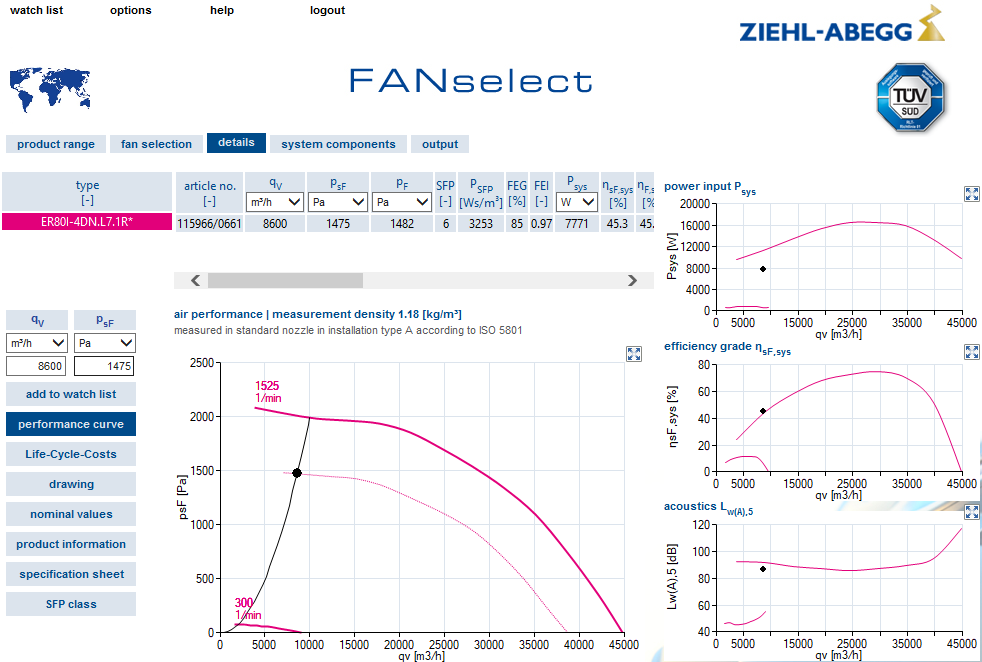 watch list options help logout
ZIEHL-ABEGG
FANselect
TÜV
SÜD
product range fan selection details system components output
type
[-]
article no.
[-]
qV
m³/h
psF
Pa
pF
Pa
SFP
[-]
PSFP
[Ws/m³]
FEG
[%]
FEI
[-]
Psys
W
ηsF,sys
[%]
ηF,s
[%
ER80I-4DN.L7.1R* 115966/0661 8600 1475 1482 6 3253 85 0.97 7771 45.3 45.
qV psF
m³/h Pa
8600 1475
add to watch list
performance curve
Life-Cycle-Costs
drawing
nominal values
product information
specification sheet
SFP class
air performance | measurement density 1.18 [kg/m³]
measured in standard nozzle in installation type A according to ISO 5801
2500
2000
1500
1000
500
0
psF [Pa]
1525
1/min
300
1/min
0 5000 10000 15000 20000 25000 30000 35000 40000 45000
qv [m3/h]
power input Psys
20000
16000
12000
8000
4000
0
Psys [W]
0 5000 15000 25000 35000 45000
qv [m3/h]
efficiency grade ηsF,sys
80
60
40
20
0
ηsF,sys [%]
0 5000 15000 25000 35000 45000
qv [m3/h]
acoustics Lw(A),5
120
100
80
60
40
Lw(A),5 [dB]
0 5000 15000 25000 35000 45000
qv [m3/h]